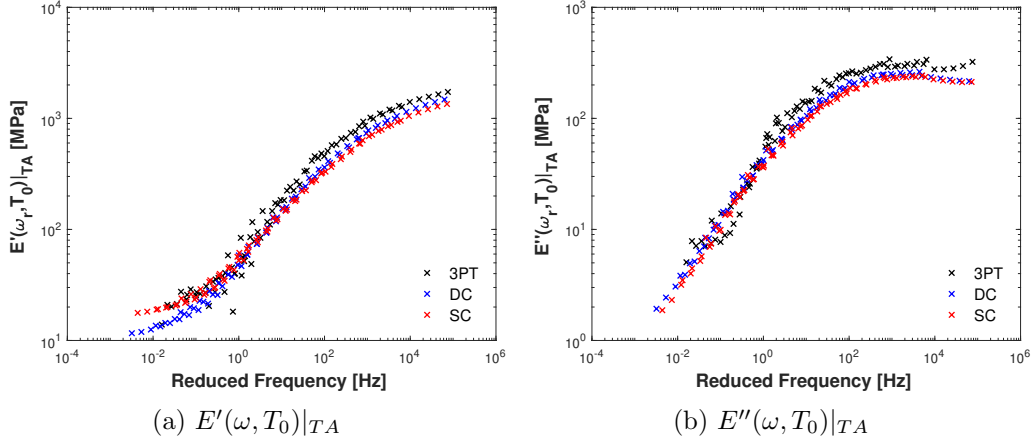 10^4
10^3
10^2
10^1
E'(ω_r,T_0)|_TA [MPa]
10^-4 10^-2 10^0 10^2 10^4 10^6
Reduced Frequency [Hz]
3PT
DC
SC
(a) E'(ω, T_0)|_TA
10^3
10^2
10^1
10^0
E''(ω_r,T_0)|_TA [MPa]
10^-4 10^-2 10^0 10^2 10^4 10^6
Reduced Frequency [Hz]
3PT
DC
SC
(b) E''(ω, T_0)|_TA